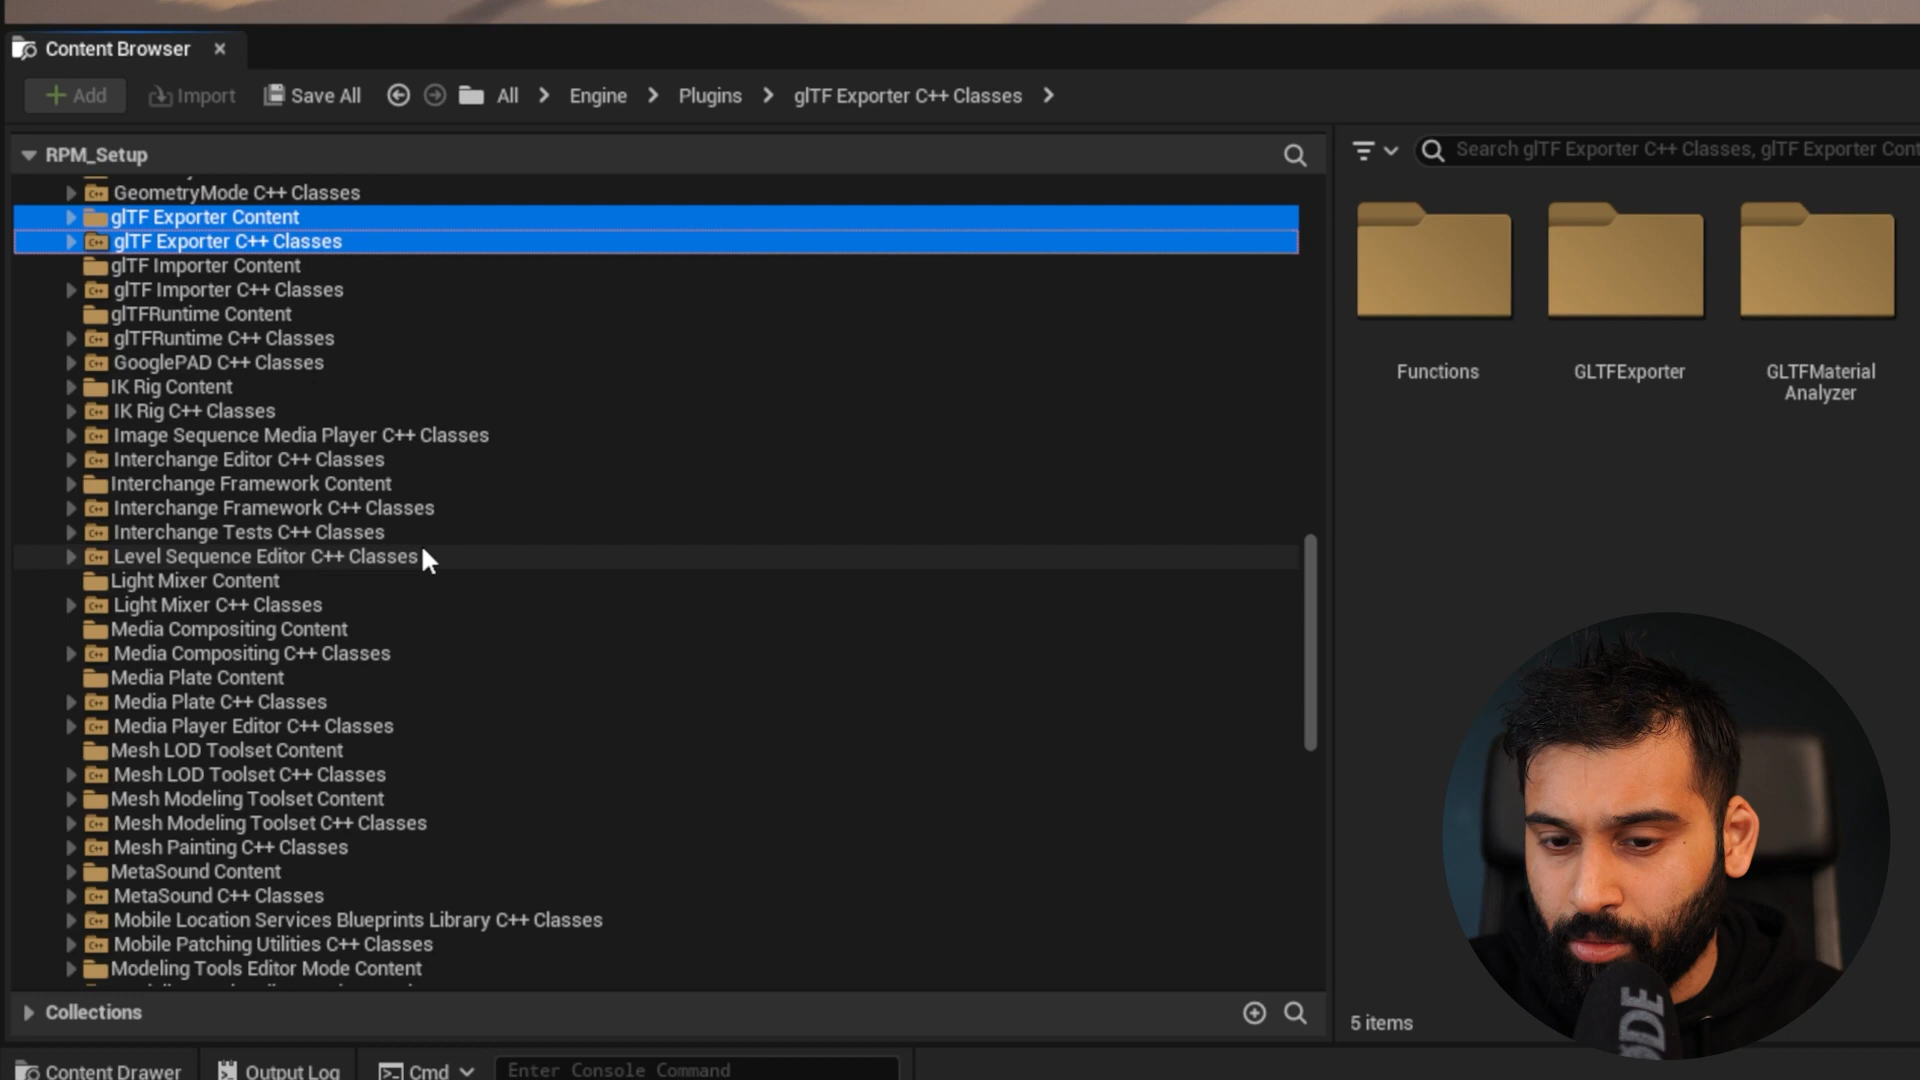 Content Browser
Add Import Save All All Engine Plugins glTF Exporter C++ Classes
RPM_Setup
Search glTF Exporter C++ Classes, glTF Exporter Cont
GeometryMode C++ Classes
glTF Exporter Content
glTF Exporter C++ Classes
glTF Importer Content
glTF Importer C++ Classes
glTFRuntime Content
glTFRuntime C++ Classes
GooglePAD C++ Classes
IK Rig Content
IK Rig C++ Classes
Image Sequence Media Player C++ Classes
Interchange Editor C++ Classes
Interchange Framework Content
Interchange Framework C++ Classes
Interchange Tests C++ Classes
Level Sequence Editor C++ Classes
Light Mixer Content
Light Mixer C++ Classes
Media Compositing Content
Media Compositing C++ Classes
Media Plate Content
Media Plate C++ Classes
Media Player Editor C++ Classes
Mesh LOD Toolset Content
Mesh LOD Toolset C++ Classes
Mesh Modeling Toolset Content
Mesh Modeling Toolset C++ Classes
Mesh Painting C++ Classes
MetaSound Content
MetaSound C++ Classes
Mobile Location Services Blueprints Library C++ Classes
Mobile Patching Utilities C++ Classes
Modeling Tools Editor Mode Content
Functions
GLTFExporter
GLTFMaterial
Analyzer
Collections
5 items
Content Drawer Output Log Cmd Enter Console Command